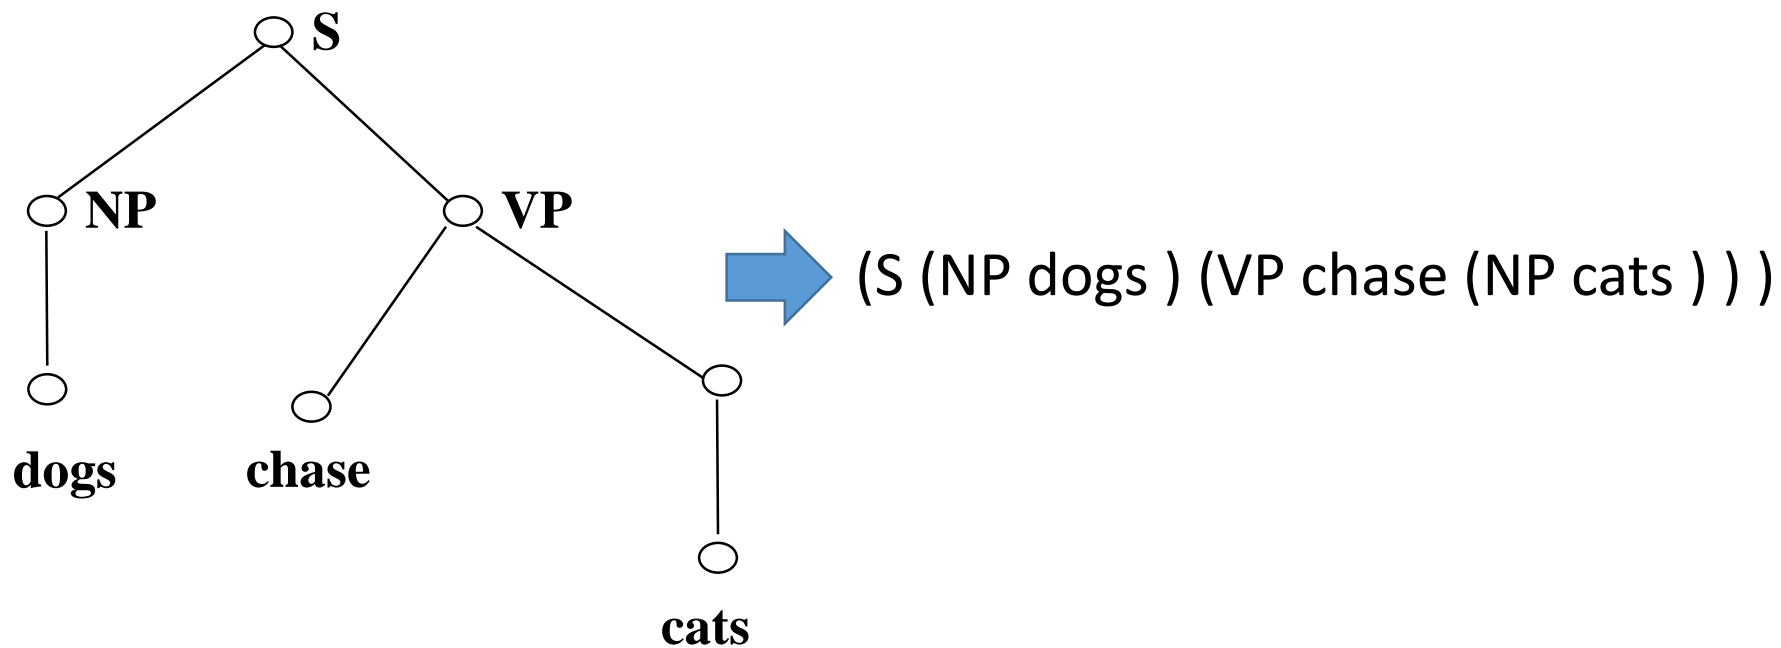 S
NP
VP
(S (NP dogs ) (VP chase (NP cats ) ) )
dogs
chase
cats